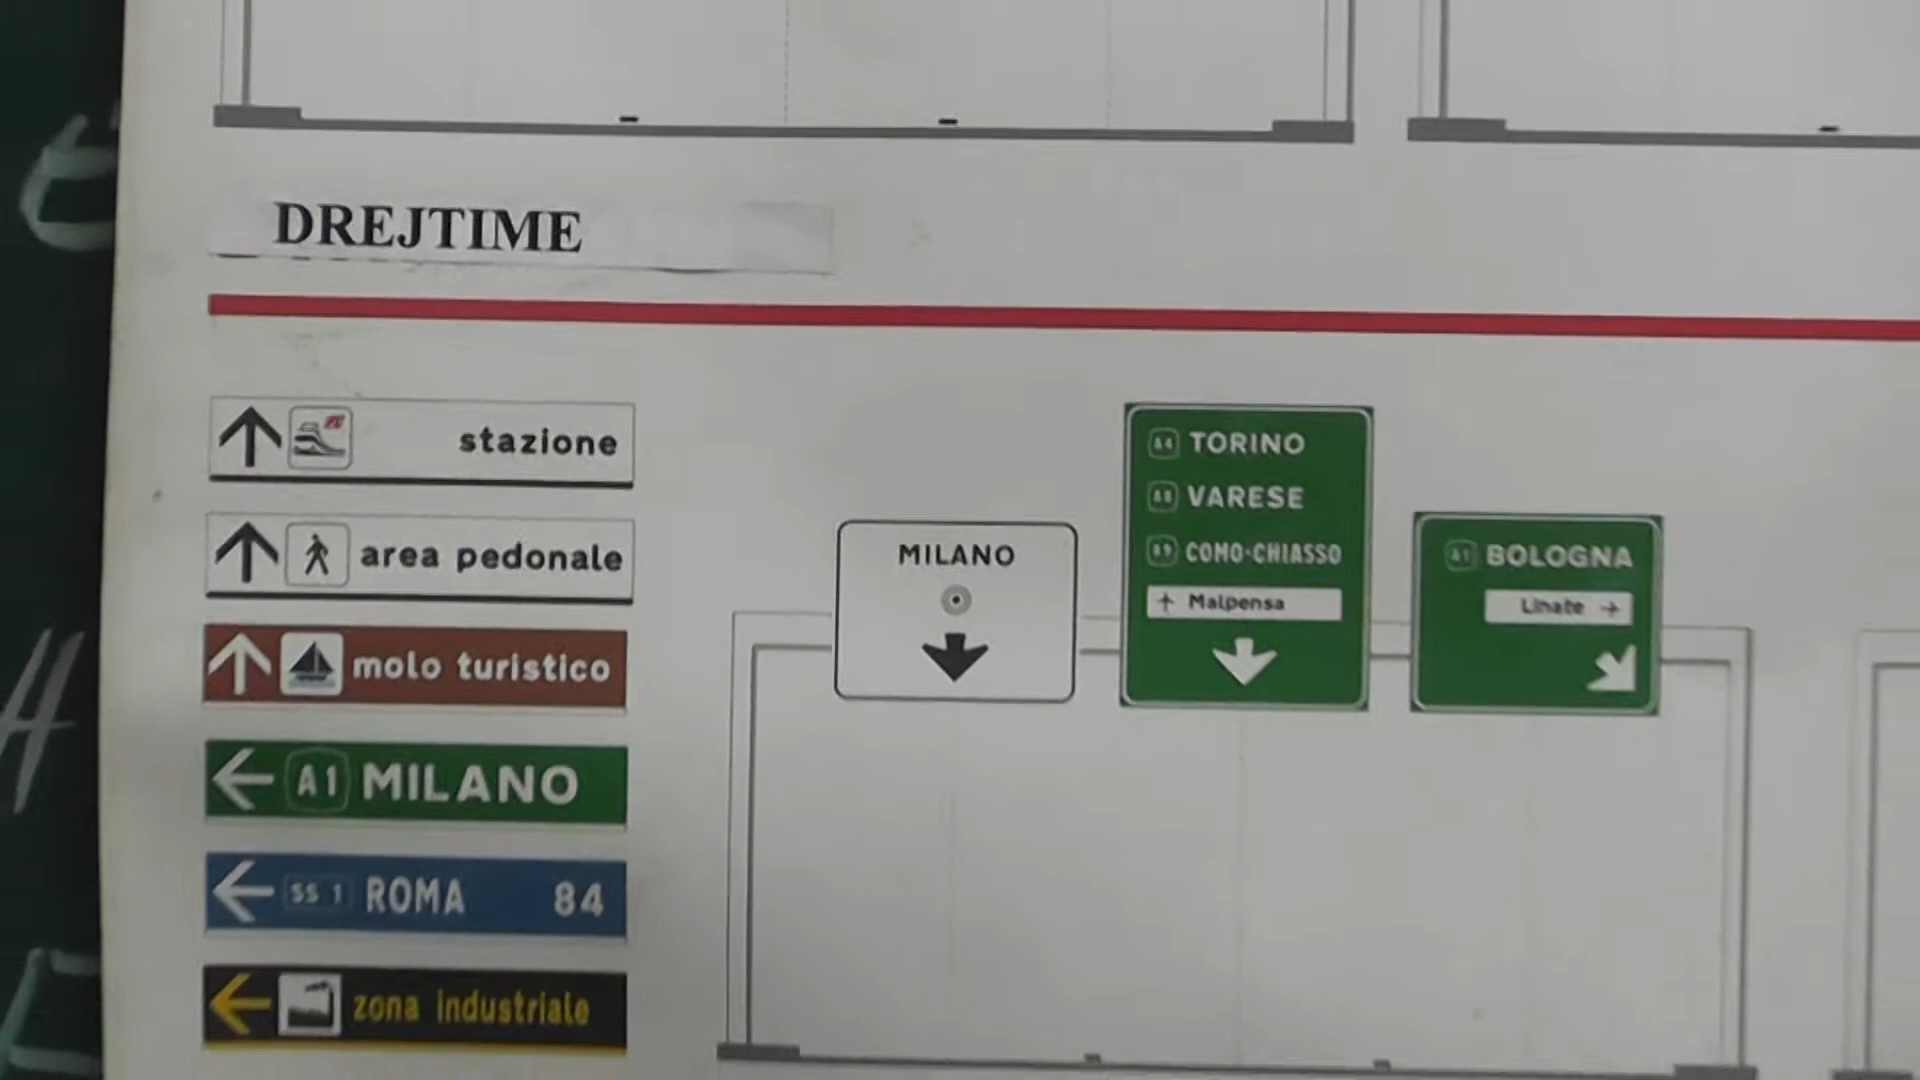 DREJTIME
stazione
area pedonale
molo turistico
A1 MILANO
SS 1 ROMA 84
zona industriale
MILANO
A4 TORINO
A8 VARESE
A9 COMO-CHIASSO
Malpensa
A1 BOLOGNA
Linate